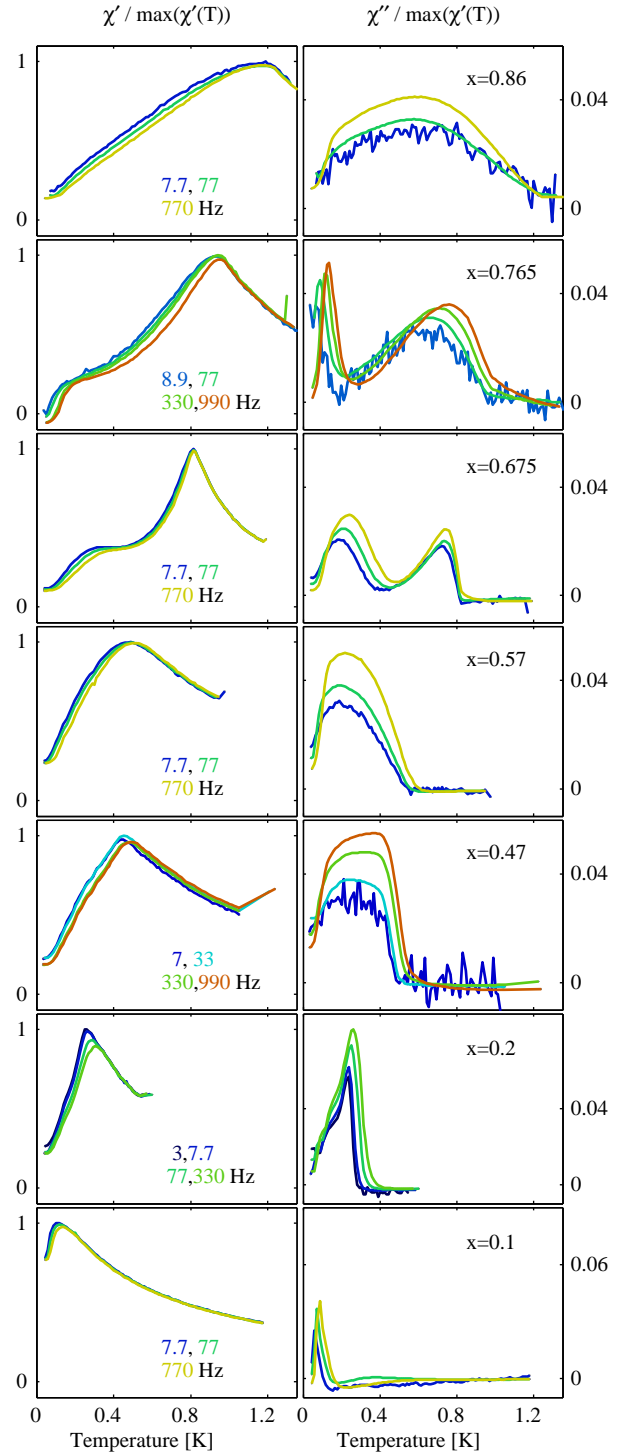 χ′ / max(χ′(T)) χ′′ / max(χ′(T))
1
0
7.7, 77
770 Hz
x=0.86
0.04
0
1
0
8.9, 77
330,990 Hz
x=0.765
0.04
0
1
0
7.7, 77
770 Hz
x=0.675
0.04
0
1
0
7.7, 77
770 Hz
x=0.57
0.04
0
1
0
7, 33
330,990 Hz
x=0.47
0.04
0
1
0
3,7.7
77,330 Hz
x=0.2
0.04
0
1
7.7, 77
770 Hz
x=0.1
0.06
0
0 0.4 0.8 1.2 0 0.4 0.8 1.2
Temperature [K] Temperature [K]